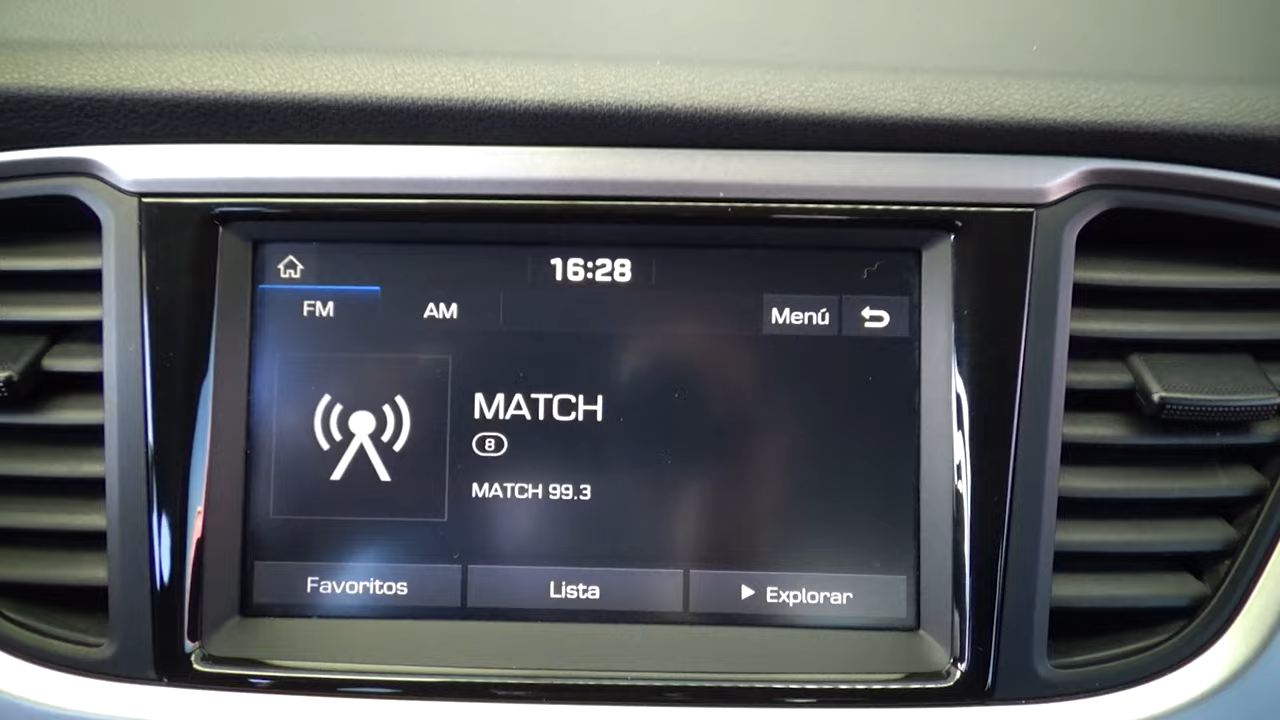 16:28
FM
AM
Menú
MATCH
8
MATCH 99.3
Favoritos
Lista
Explorar